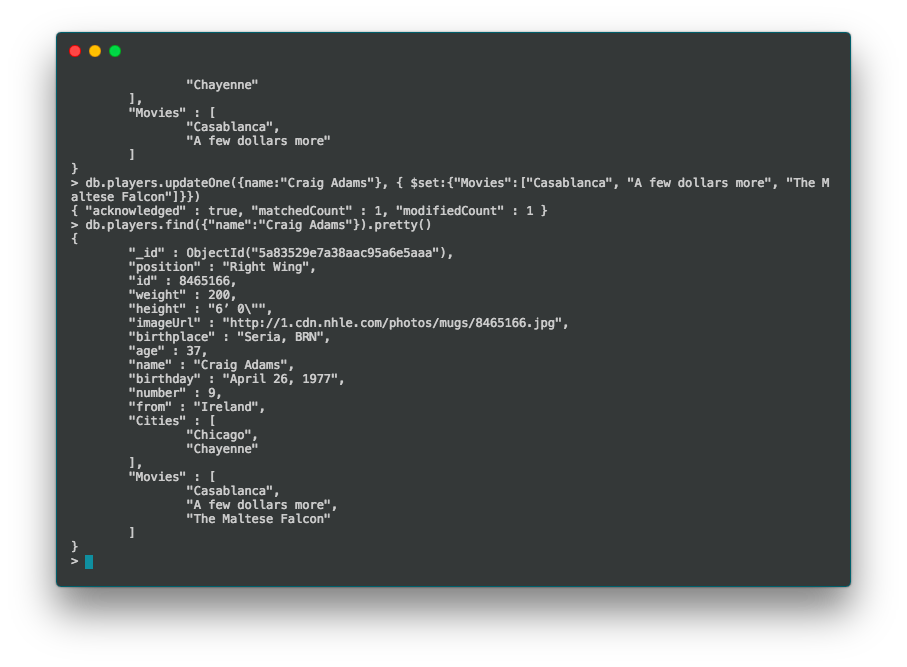 "Chayenne"
],
"Movies" : [
"Casablanca",
"A few dollars more"
]
}
> db.players.updateOne({name:"Craig Adams"}, { $set:{"Movies":["Casablanca", "A few dollars more", "The M
altese Falcon"]}})
{ "acknowledged" : true, "matchedCount" : 1, "modifiedCount" : 1 }
> db.players.find({"name":"Craig Adams"}).pretty()
{
"_id" : ObjectId("5a83529e7a38aac95a6e5aaa"),
"position" : "Right Wing",
"id" : 8465166,
"weight" : 200,
"height" : "6’ 0\"",
"imageUrl" : "http://1.cdn.nhle.com/photos/mugs/8465166.jpg",
"birthplace" : "Seria, BRN",
"age" : 37,
"name" : "Craig Adams",
"birthday" : "April 26, 1977",
"number" : 9,
"from" : "Ireland",
"Cities" : [
"Chicago",
"Chayenne"
],
"Movies" : [
"Casablanca",
"A few dollars more",
"The Maltese Falcon"
]
}
>